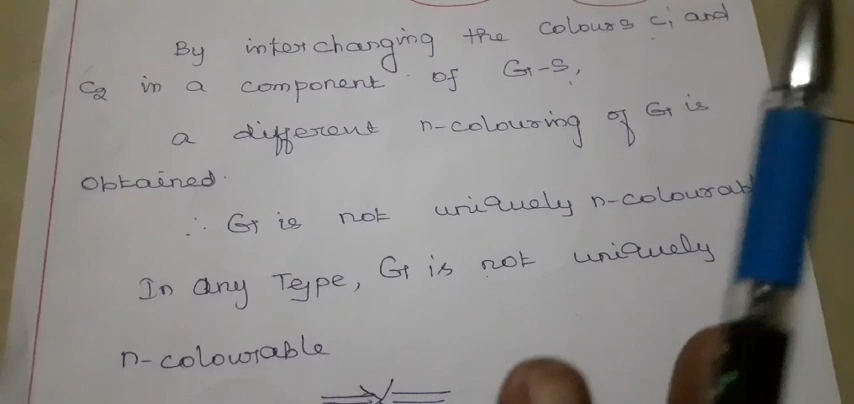 By interchanging the colours c₁ and
c₂ in a component of G-S,
a different n-colouring of G is
obtained.
∴ G is not uniquely
In any Type, G is not uniquely
n-colourable